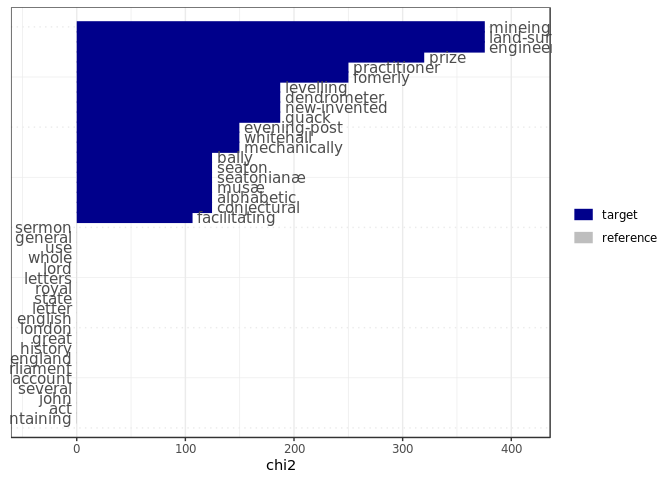 mineing
land-sur
engineer
prize
practitioner
fomerly
levelling
dendrometer
new-invented
quack
evening-post
whitehall
mechanically
bally
seaton
seatonianæ
musæ
alphabetic
conjectural
facilitating
sermon
general
use
whole
lord
letters
royal
state
letter
english
london
great
history
england
rliament
account
several
john
act
ntaining
target
reference
0 100 200 300 400
chi2